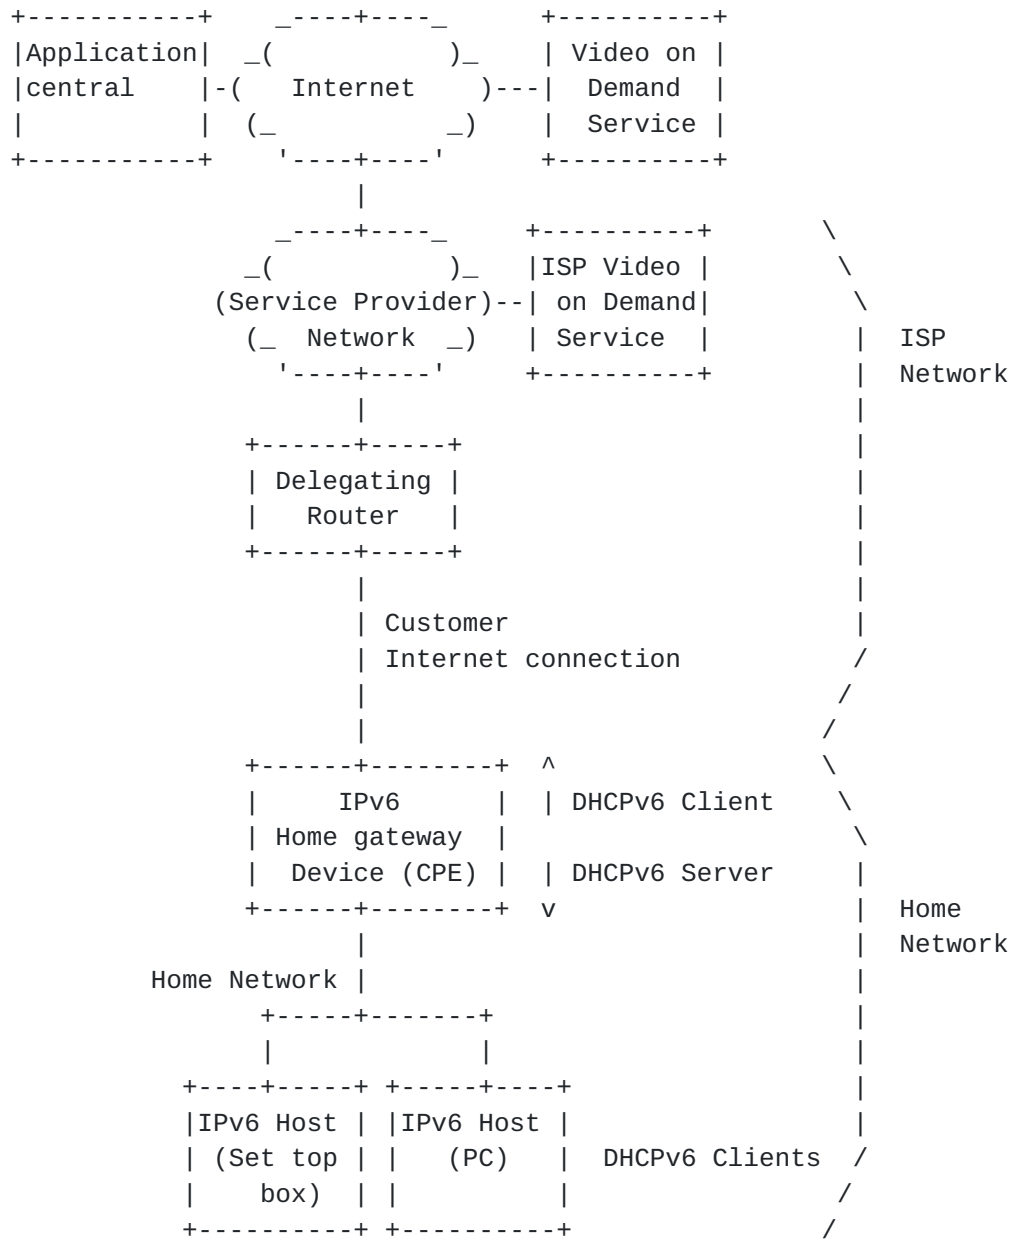 Application Video on
central Internet Demand
Service
ISP Video
Service Provider on Demand
Network Service ISP
Network
Delegating
Router
Customer
Internet connection
IPv6 DHCPv6 Client
Home gateway
Device (CPE) DHCPv6 Server
Home
Network
Home Network
IPv6 Host IPv6 Host
(Set top (PC) DHCPv6 Clients
box)